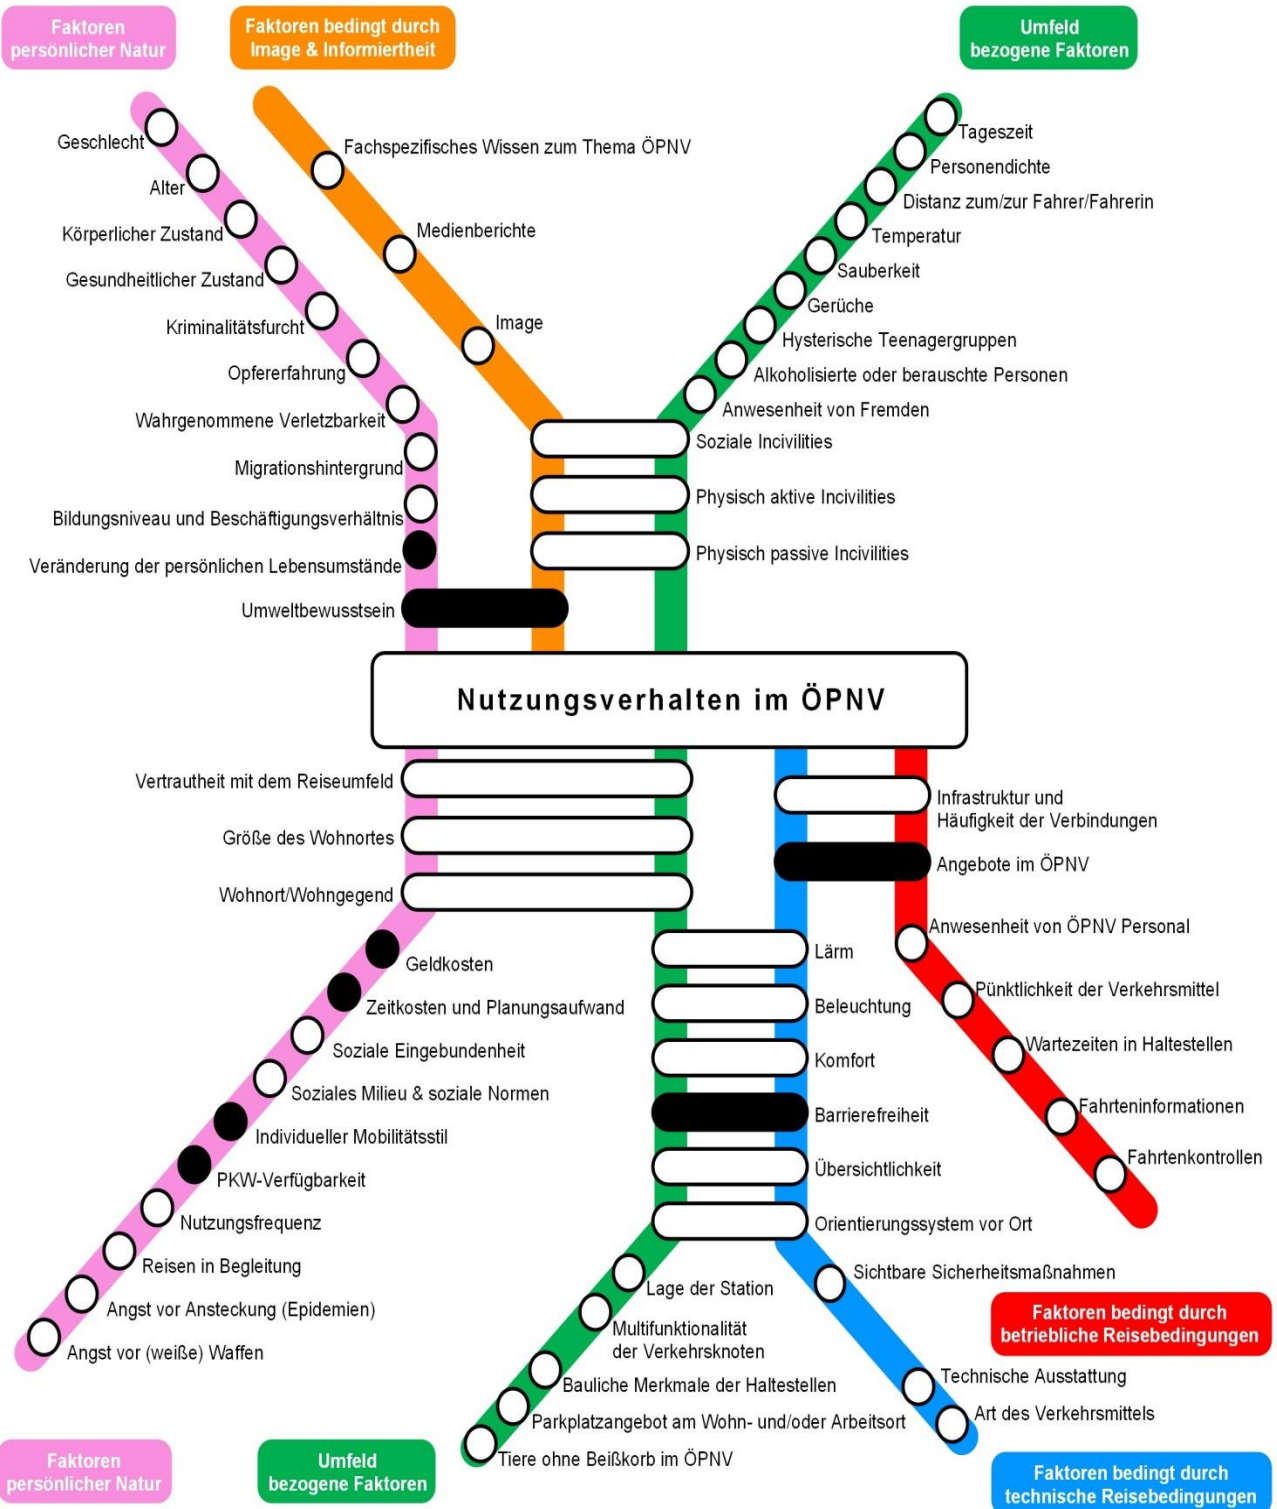 Faktoren
persönlicher Natur
Faktoren bedingt durch
Image & Informiertheit
Umfeld
bezogene Faktoren
Geschlecht
Alter
Körperlicher Zustand
Gesundheitlicher Zustand
Kriminalitätsfurcht
Opfererfahrung
Wahrgenommene Verletzbarkeit
Migrationshintergrund
Bildungsniveau und Beschäftigungsverhältnis
Veränderung der persönlichen Lebensumstände
Umweltbewusstsein
Fachspezifisches Wissen zum Thema ÖPNV
Medienberichte
Image
Tageszeit
Personendichte
Distanz zum/zur Fahrer/Fahrerin
Temperatur
Sauberkeit
Gerüche
Hysterische Teenagergruppen
Alkoholisierte oder berauschte Personen
Anwesenheit von Fremden
Soziale Incivilities
Physisch aktive Incivilities
Physisch passive Incivilities
Nutzungsverhalten im ÖPNV
Vertrautheit mit dem Reiseumfeld
Größe des Wohnortes
Wohnort/Wohngegend
Geldkosten
Zeitkosten und Planungsaufwand
Soziale Eingebundenheit
Soziales Milieu & soziale Normen
Individueller Mobilitätsstil
PKW-Verfügbarkeit
Nutzungsfrequenz
Reisen in Begleitung
Angst vor Ansteckung (Epidemien)
Angst vor (weiße) Waffen
Infrastruktur und
Häufigkeit der Verbindungen
Angebote im ÖPNV
Anwesenheit von ÖPNV Personal
Pünktlichkeit der Verkehrsmittel
Wartezeiten in Haltestellen
Fahrteninformationen
Fahrtenkontrollen
Lärm
Beleuchtung
Komfort
Barrierefreiheit
Übersichtlichkeit
Orientierungssystem vor Ort
Sichtbare Sicherheitsmaßnahmen
Technische Ausstattung
Art des Verkehrsmittels
Lage der Station
Multifunktionalität
der Verkehrsknoten
Bauliche Merkmale der Haltestellen
Parkplatzangebot am Wohn- und/oder Arbeitsort
Tiere ohne Beißkorb im ÖPNV
Faktoren bedingt durch
betriebliche Reisebedingungen
Faktoren
persönlicher Natur
Umfeld
bezogene Faktoren
Faktoren bedingt durch
technische Reisebedingungen